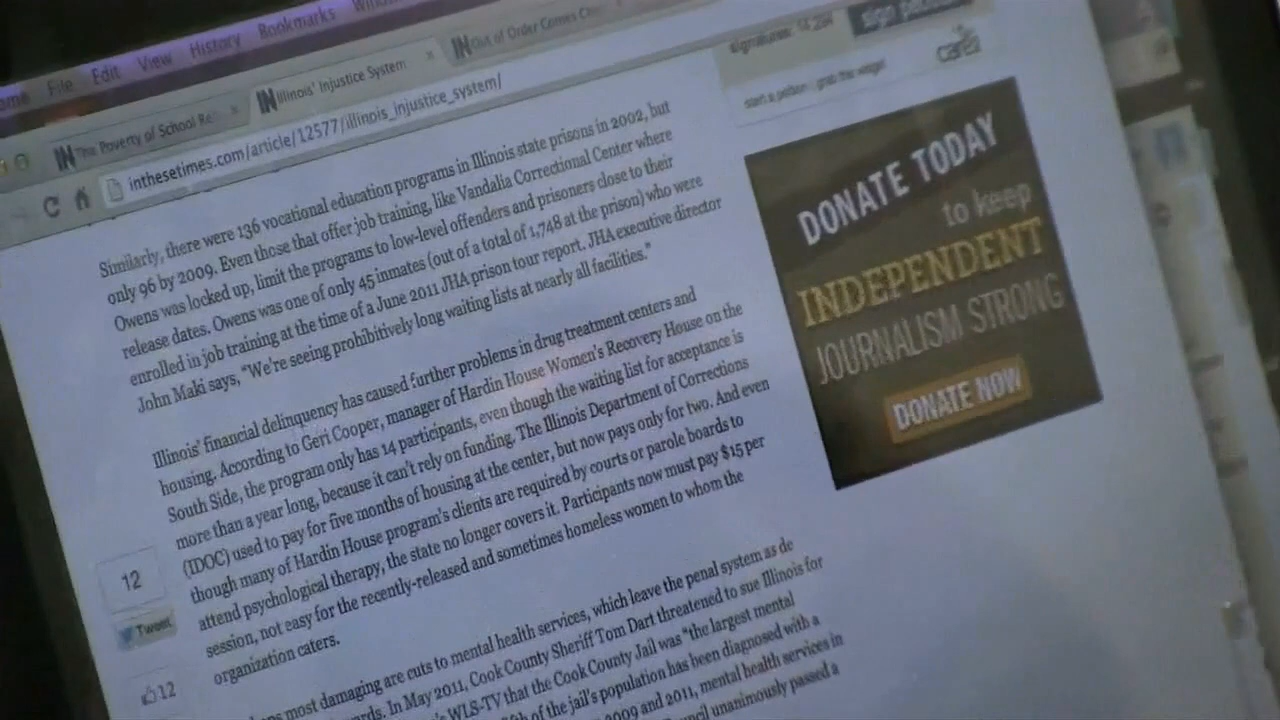 File Edit View History Bookmarks
The Poverty of School Re
Illinois' Injustice System
Out of Order Comes
inthesetimes.com/article/12577/illinois_injustice_system/
Similarly, there were 136 vocational education programs in Illinois state prisons in 2002, but
only 96 by 2009. Even those that offer job training, like Vandalia Correctional Center where
Owens was locked up, limit the programs to low-level offenders and prisoners close to their
release dates. Owens was one of only 45 inmates (out of a total of 1,748 at the prison) who were
enrolled in job training at the time of a June 2011 JHA prison tour report. JHA executive director
John Maki says, "We're seeing prohibitively long waiting lists at nearly all facilities."
Illinois' financial delinquency has caused further problems in drug treatment centers and
housing. According to Geri Cooper, manager of Hardin House Women's Recovery House on the
South Side, the program only has 14 participants, even though the waiting list for acceptance is
more than a year long, because it can't rely on funding. The Illinois Department of Corrections
(IDOC) used to pay for five months of housing at the center, but now pays only for two. And even
though many of Hardin House program's clients are required by courts or parole boards to
attend psychological therapy, the state no longer covers it. Participants now must pay $15 per
session, not easy for the recently-released and sometimes homeless women to whom the
organization caters.
most damaging are cuts to mental health services, which leave the penal system as de
In May 2011, Cook County Sheriff Tom Dart threatened to sue Illinois for
WLS-TV that the Cook County Jail was "the largest mental
of the jail's population has been diagnosed with a
2009 and 2011, mental health services in
unanimously passed a
12
Tweet
12
signatures:
sign
start a petition grab this widget
care2
DONATE TODAY
to keep
INDEPENDENT
JOURNALISM STRONG
DONATE NOW